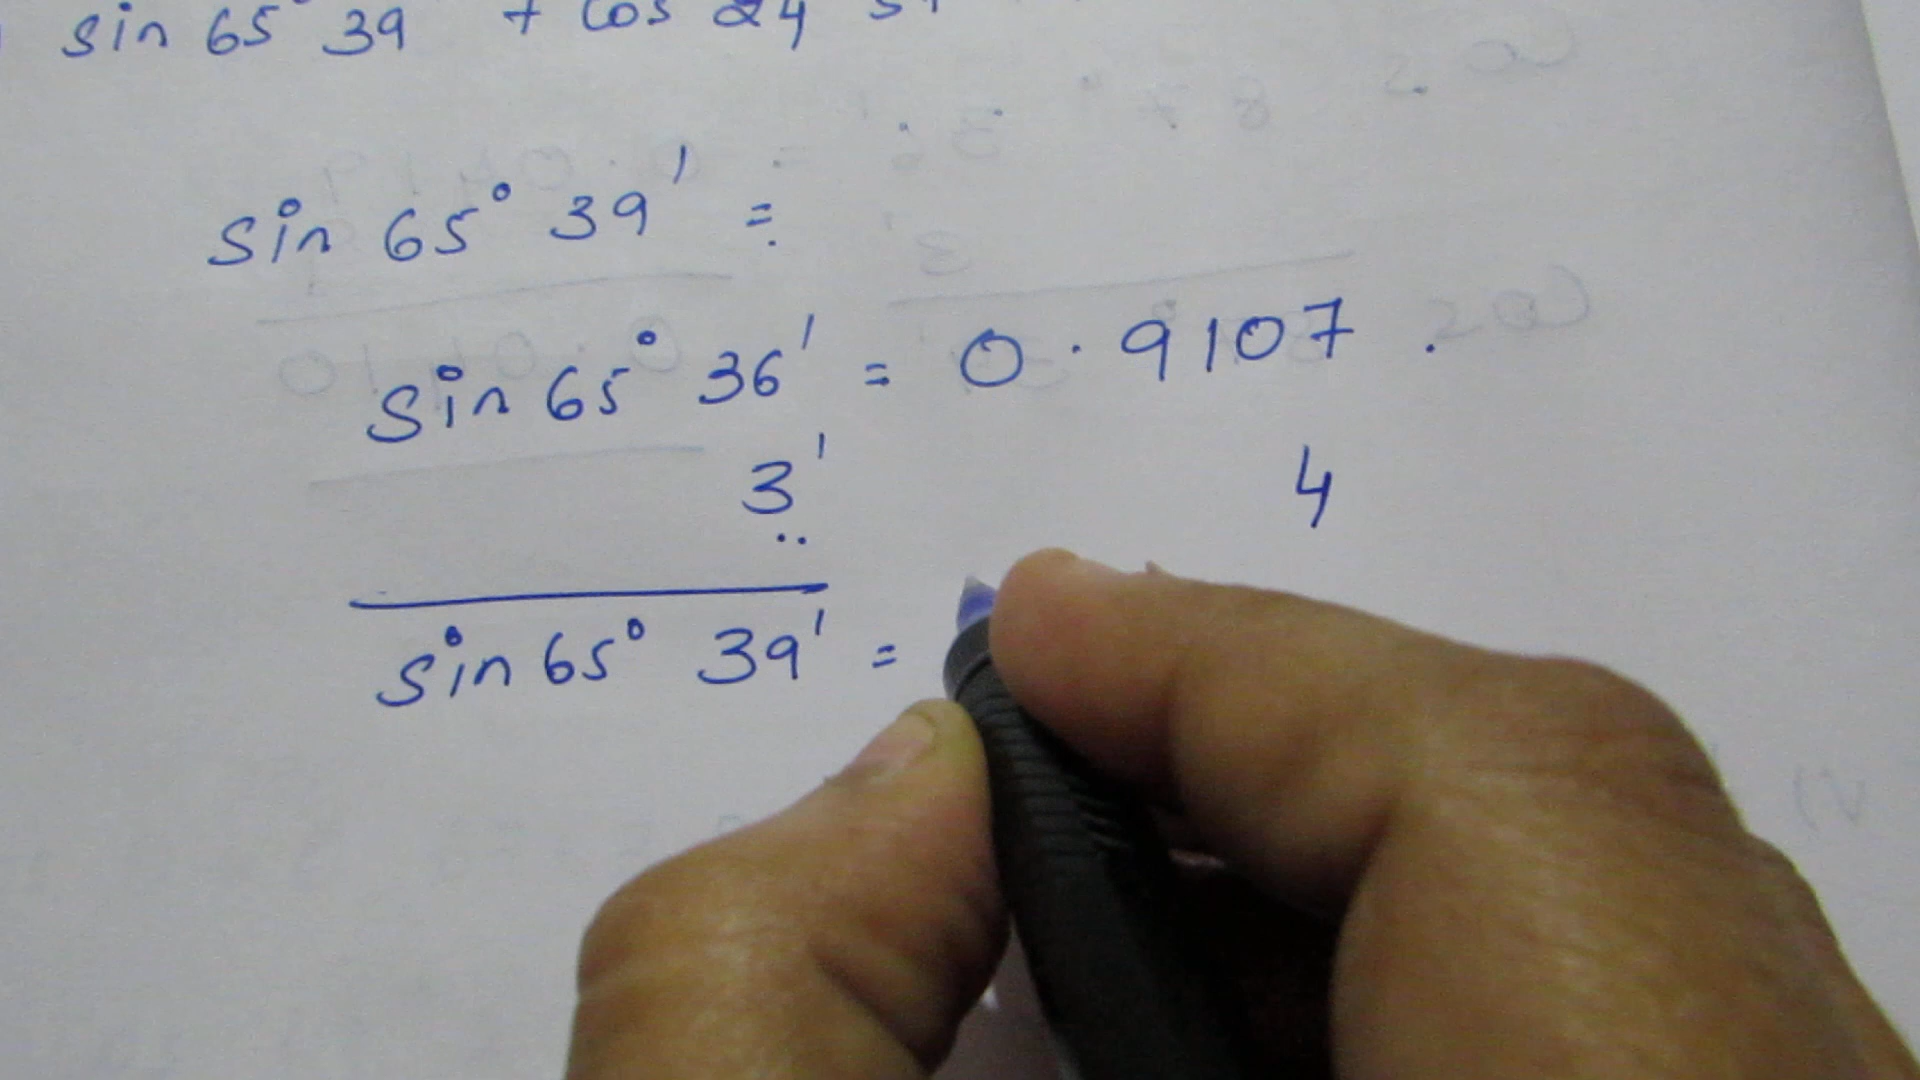 sin 65° 39 + cos 24
sin 65° 39' =
sin 65° 36' = 0.9107
3' 4
sin 65° 39' =